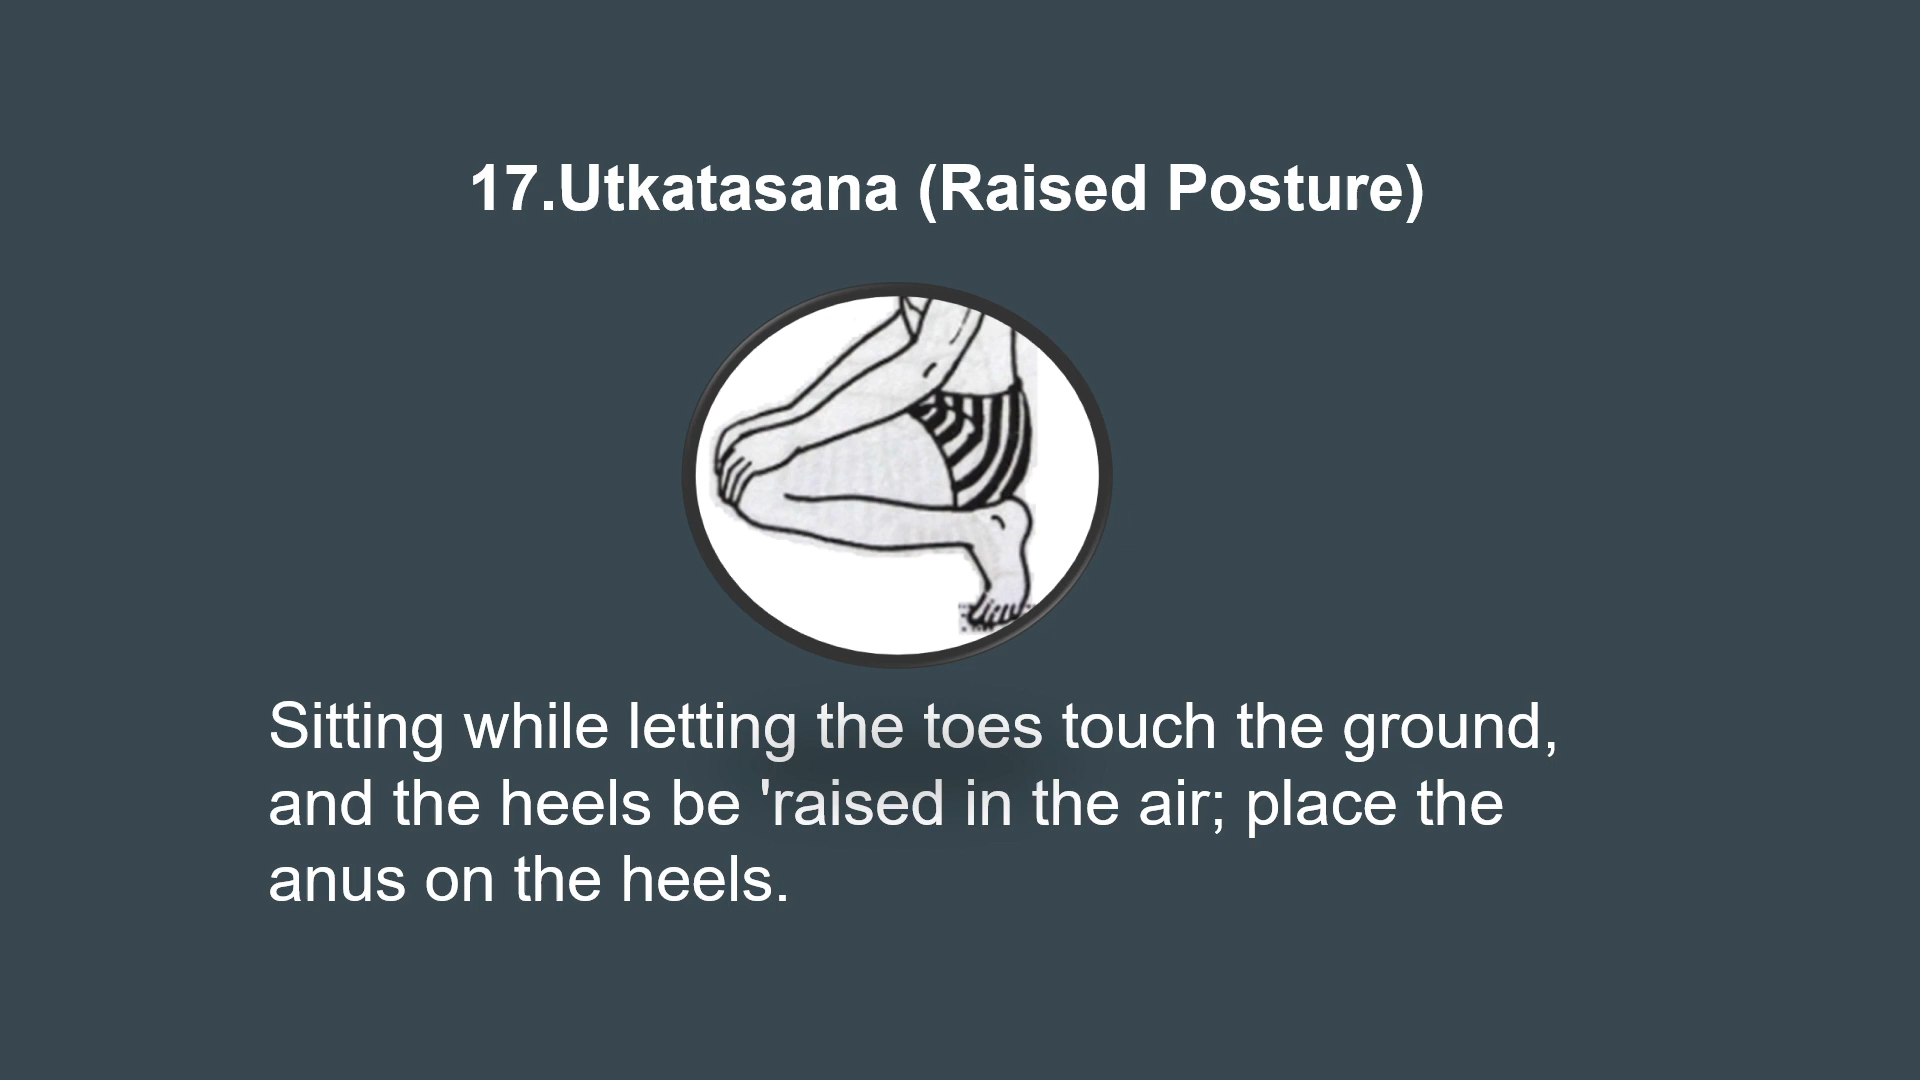 17.Utkatasana (Raised Posture)
Sitting while letting the toes touch the ground,
and the heels be 'raised in the air; place the
anus on the heels.